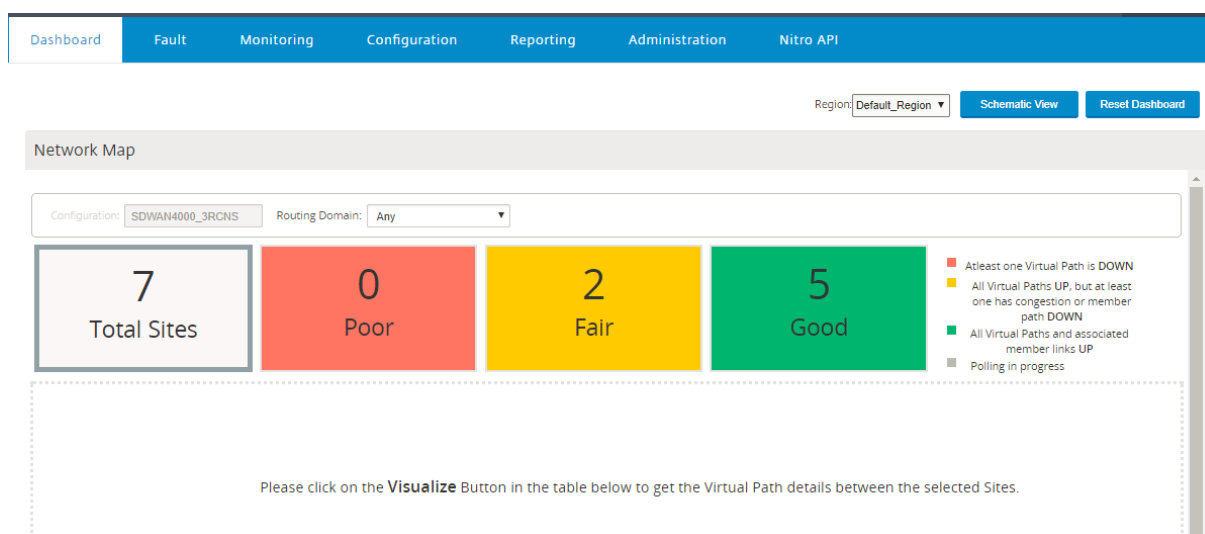 Dashboard Fault Monitoring Configuration Reporting Administration Nitro API
Region: Default_Region ▼ Schematic View Reset Dashboard
Network Map
Configuration: SDWAN4000_3RCNS Routing Domain: Any ▼
7
Total Sites
0
Poor
2
Fair
5
Good
Atleast one Virtual Path is DOWN
All Virtual Paths UP, but at least
one has congestion or member
path DOWN
All Virtual Paths and associated
member links UP
Polling in progress
Please click on the Visualize Button in the table below to get the Virtual Path details between the selected Sites.